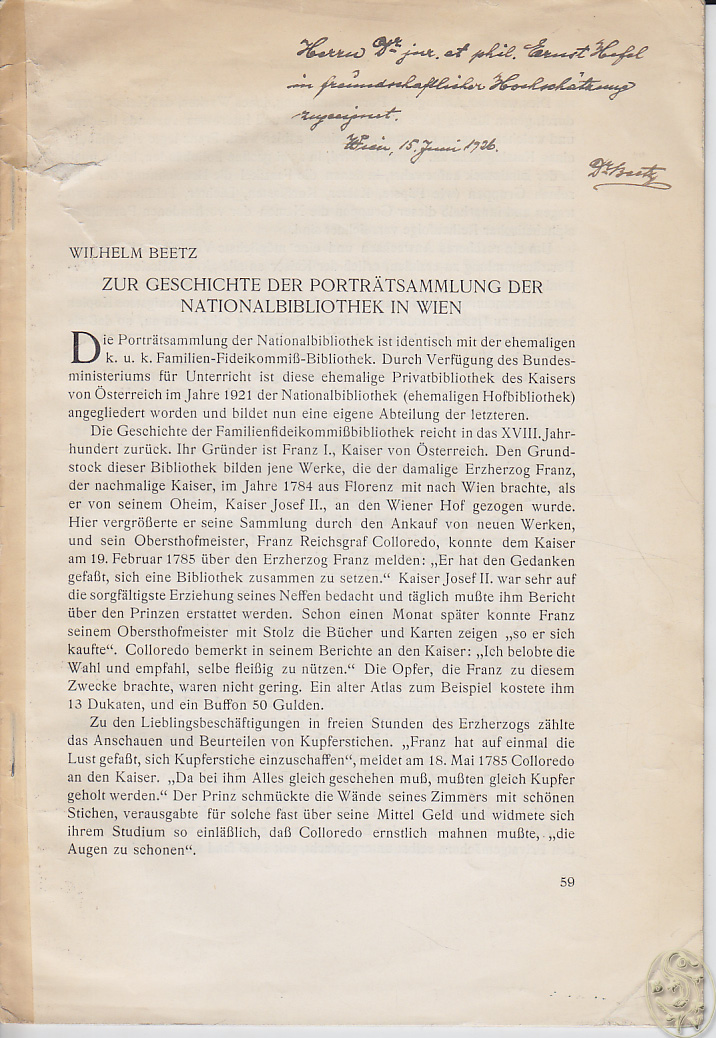 Herrn Dr jur. et phil. Ernst Hefel
in freundschaftlicher Hochschätzung
zugeeignet.
Wien, 15. Juni 1926.
Dr Beetz
WILHELM BEETZ
ZUR GESCHICHTE DER PORTRÄTSAMMLUNG DER
NATIONALBIBLIOTHEK IN WIEN
Die Porträtsammlung der Nationalbibliothek ist identisch mit der ehemaligen
k. u. k. Familien-Fideikommiß-Bibliothek. Durch Verfügung des Bundes-
ministeriums für Unterricht ist diese ehemalige Privatbibliothek des Kaisers
von Österreich im Jahre 1921 der Nationalbibliothek (ehemaligen Hofbibliothek)
angegliedert worden und bildet nun eine eigene Abteilung der letzteren.
Die Geschichte der Familienfideikommißbibliothek reicht in das XVIII. Jahr-
hundert zurück. Ihr Gründer ist Franz I., Kaiser von Österreich. Den Grund-
stock dieser Bibliothek bilden jene Werke, die der damalige Erzherzog Franz,
der nachmalige Kaiser, im Jahre 1784 aus Florenz mit nach Wien brachte, als
er von seinem Oheim, Kaiser Josef II., an den Wiener Hof gezogen wurde.
Hier vergrößerte er seine Sammlung durch den Ankauf von neuen Werken,
und sein Obersthofmeister, Franz Reichsgraf Colloredo, konnte dem Kaiser
am 19. Februar 1785 über den Erzherzog Franz melden: „Er hat den Gedanken
gefaßt, sich eine Bibliothek zusammen zu setzen.“ Kaiser Josef II. war sehr auf
die sorgfältigste Erziehung seines Neffen bedacht und täglich mußte ihm Bericht
über den Prinzen erstattet werden. Schon einen Monat später konnte Franz
seinem Obersthofmeister mit Stolz die Bücher und Karten zeigen „so er sich
kaufte“. Colloredo bemerkt in seinem Berichte an den Kaiser: „Ich belobte die
Wahl und empfahl, selbe fleißig zu nützen.“ Die Opfer, die Franz zu diesem
Zwecke brachte, waren nicht gering. Ein alter Atlas zum Beispiel kostete ihm
13 Dukaten, und ein Buffon 50 Gulden.
Zu den Lieblingsbeschäftigungen in freien Stunden des Erzherzogs zählte
das Anschauen und Beurteilen von Kupferstichen. „Franz hat auf einmal die
Lust gefaßt, sich Kupferstiche einzuschaffen“, meldet am 18. Mai 1785 Colloredo
an den Kaiser. „Da bei ihm Alles gleich geschehen muß, mußten gleich Kupfer
geholt werden.“ Der Prinz schmückte die Wände seines Zimmers mit schönen
Stichen, verausgabte für solche fast über seine Mittel Geld und widmete sich
ihrem Studium so einläßlich, daß Colloredo ernstlich mahnen mußte, „die
Augen zu schonen“.
59